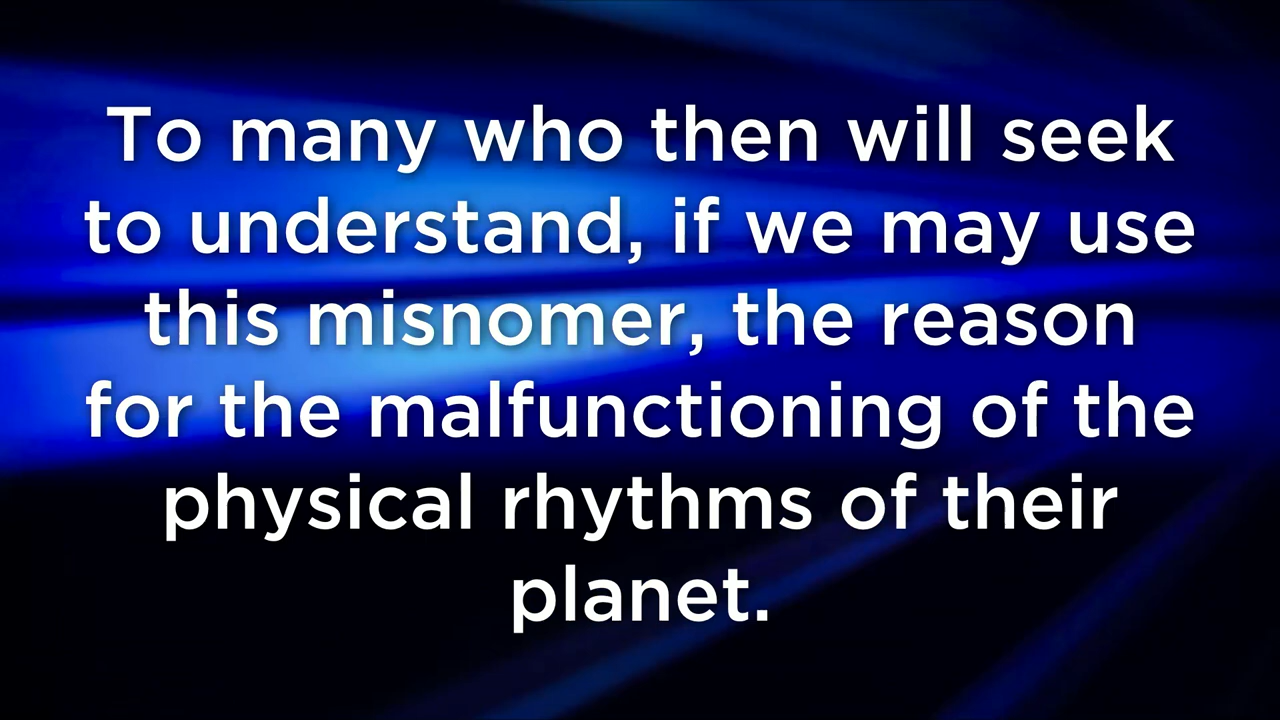 To many who then will seek
to understand, if we may use
this misnomer, the reason
for the malfunctioning of the
physical rhythms of their
planet.